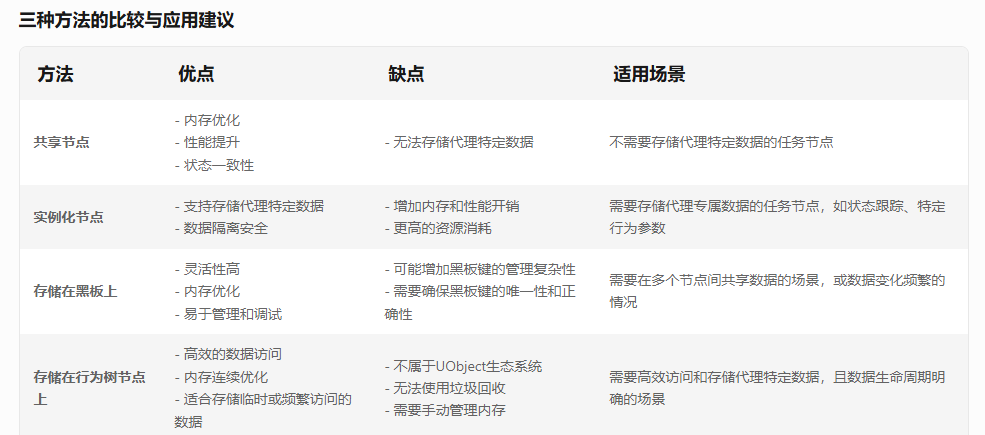 三种方法的比较与应用建议
方法 优点 缺点 适用场景
共享节点
- 内存优化
- 性能提升
- 状态一致性
- 无法存储代理特定数据
不需要存储代理特定数据的任务节点
实例化节点
- 支持存储代理特定数据
- 数据隔离安全
- 增加内存和性能开销
- 更高的资源消耗
需要存储代理专属数据的任务节点，如状态跟踪、特定
行为参数
存储在黑板上
- 灵活性高
- 内存优化
- 易于管理和调试
- 可能增加黑板键的管理复杂性
- 需要确保黑板键的唯一性和正
确性
需要在多个节点间共享数据的场景，或数据变化频繁的
情况
存储在行为树节点
上
- 高效的数据访问
- 内存连续优化
- 适合存储临时或频繁访问的
数据
- 不属于UObject生态系统
- 无法使用垃圾回收
- 需要手动管理内存
需要高效访问和存储代理特定数据，且数据生命周期明
确的场景